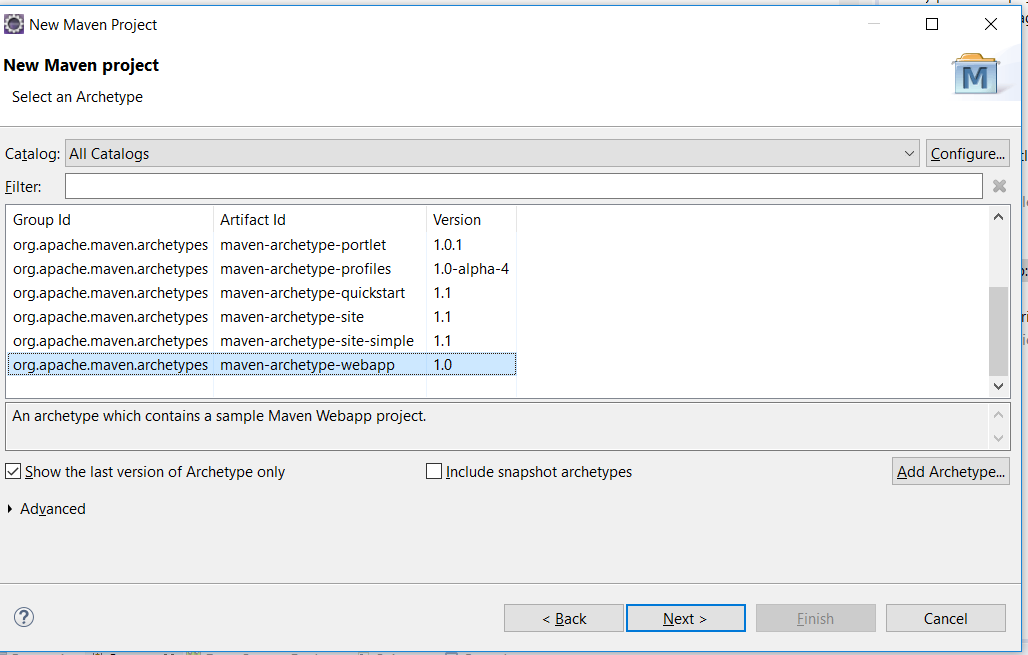 New Maven Project
New Maven project
Select an Archetype
M
Catalog: All Catalogs Configure...
Filter:
Group Id Artifact Id Version
org.apache.maven.archetypes maven-archetype-portlet 1.0.1
org.apache.maven.archetypes maven-archetype-profiles 1.0-alpha-4
org.apache.maven.archetypes maven-archetype-quickstart 1.1
org.apache.maven.archetypes maven-archetype-site 1.1
org.apache.maven.archetypes maven-archetype-site-simple 1.1
org.apache.maven.archetypes maven-archetype-webapp 1.0
An archetype which contains a sample Maven Webapp project.
Show the last version of Archetype only Include snapshot archetypes Add Archetype...
Advanced
? < Back Next > Finish Cancel